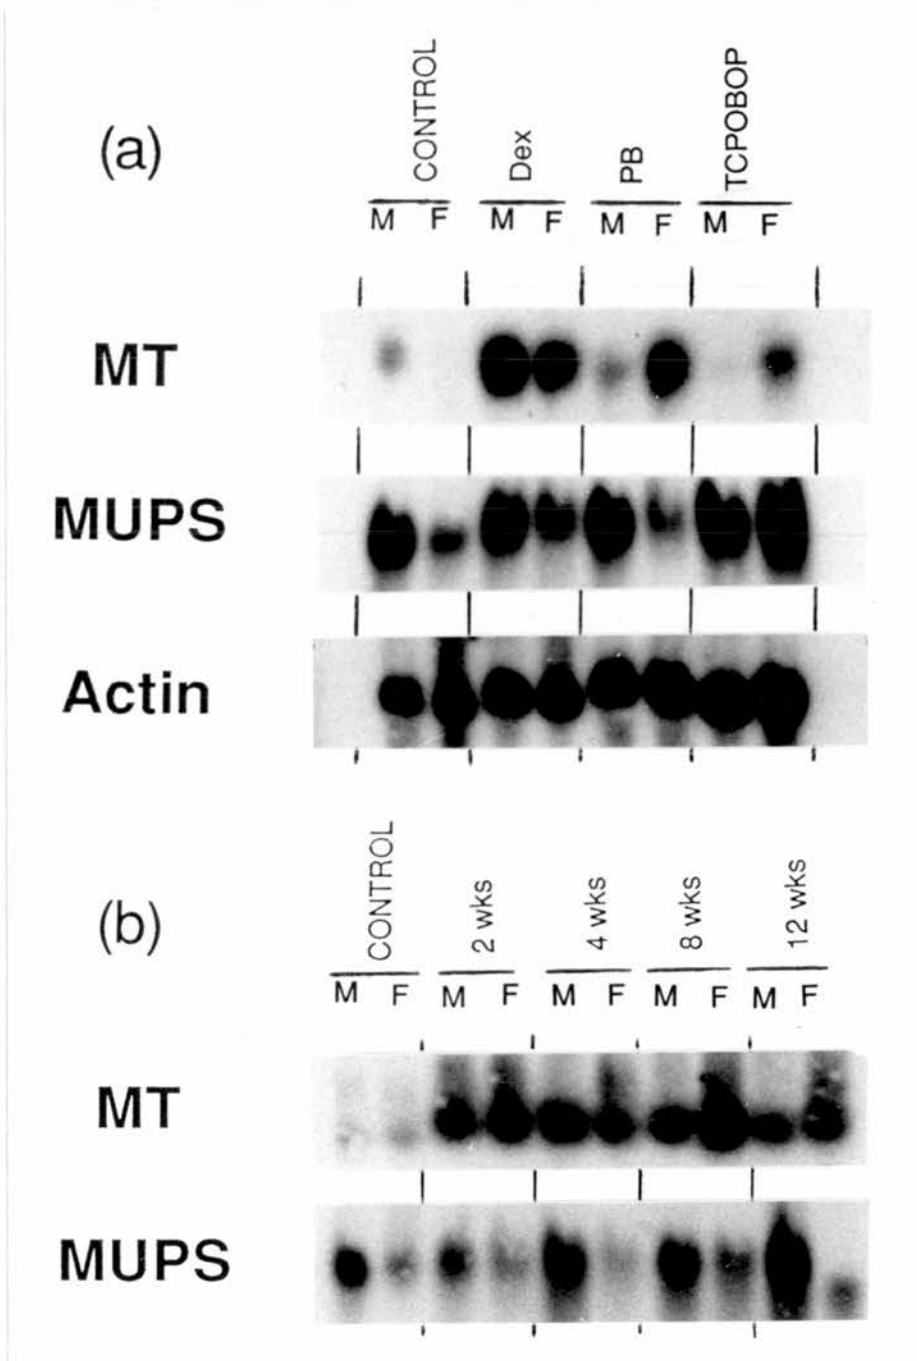 (a)
CONTROL Dex PB TCPOBOP
M F M F M F M F
MT
MUPS
Actin
(b)
CONTROL 2 wks 4 wks 8 wks 12 wks
M F M F M F M F M F
MT
MUPS